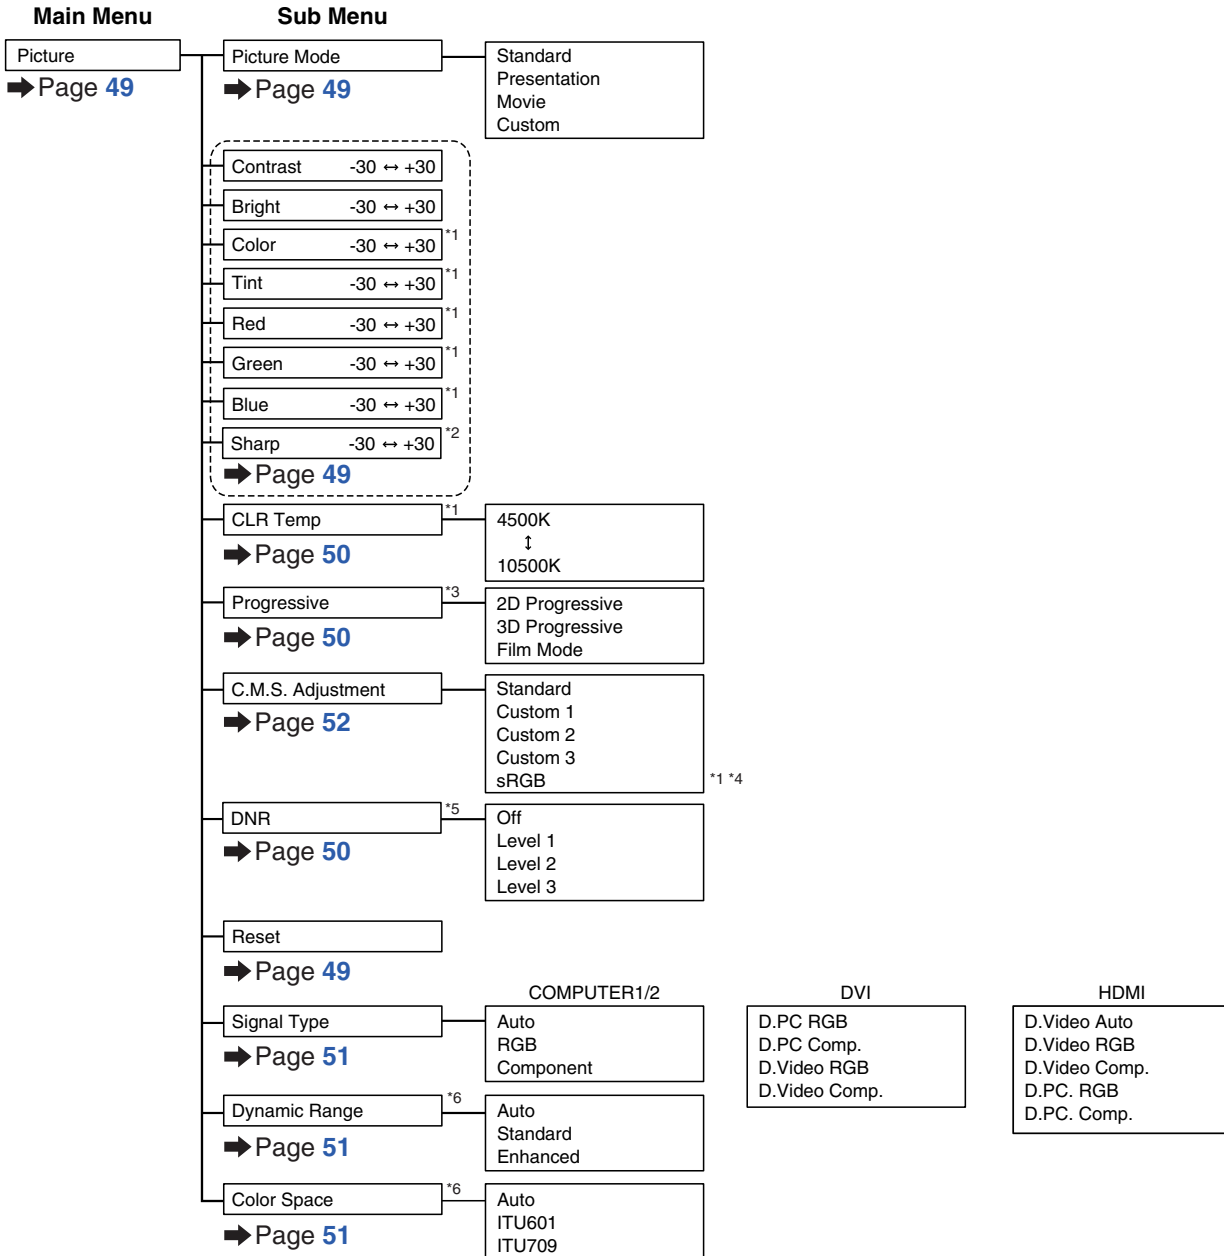 Main Menu Sub Menu
Picture
➡Page 49
Picture Mode
➡Page 49
Standard
Presentation
Movie
Custom
Contrast -30 ↔ +30
Bright -30 ↔ +30
Color -30 ↔ +30 *1
Tint -30 ↔ +30 *1
Red -30 ↔ +30 *1
Green -30 ↔ +30 *1
Blue -30 ↔ +30 *1
Sharp -30 ↔ +30 *2
➡Page 49
CLR Temp *1
➡Page 50
4500K
↕
10500K
Progressive *3
➡Page 50
2D Progressive
3D Progressive
Film Mode
C.M.S. Adjustment
➡Page 52
Standard
Custom 1
Custom 2
Custom 3
sRGB *1 *4
DNR *5
➡Page 50
Off
Level 1
Level 2
Level 3
Reset
➡Page 49
Signal Type
➡Page 51
COMPUTER1/2
Auto
RGB
Component
DVI
D.PC RGB
D.PC Comp.
D.Video RGB
D.Video Comp.
HDMI
D.Video Auto
D.Video RGB
D.Video Comp.
D.PC. RGB
D.PC. Comp.
Dynamic Range *6
➡Page 51
Auto
Standard
Enhanced
Color Space *6
➡Page 51
Auto
ITU601
ITU709